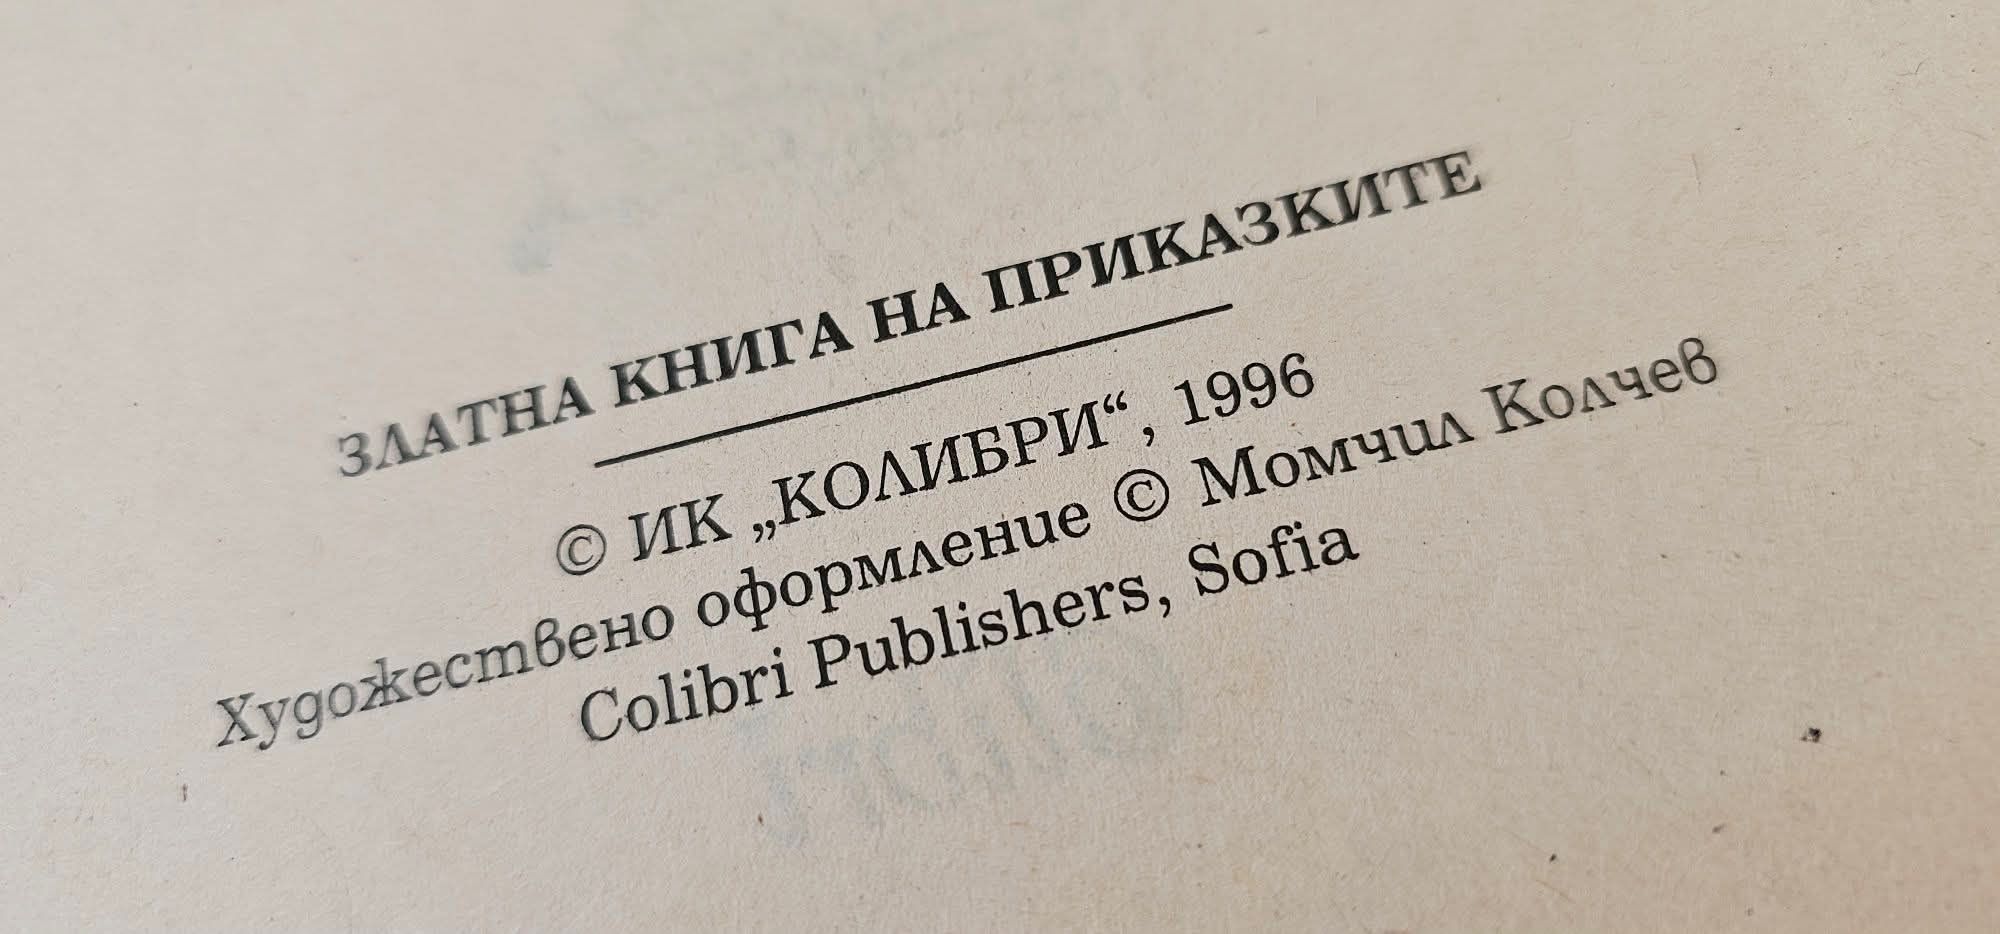 ЗЛАТНА КНИГА НА ПРИКАЗКИТЕ
© ИК „КОЛИБРИ“, 1996
Художествено оформление © Момчил Колчев
Colibri Publishers, Sofia